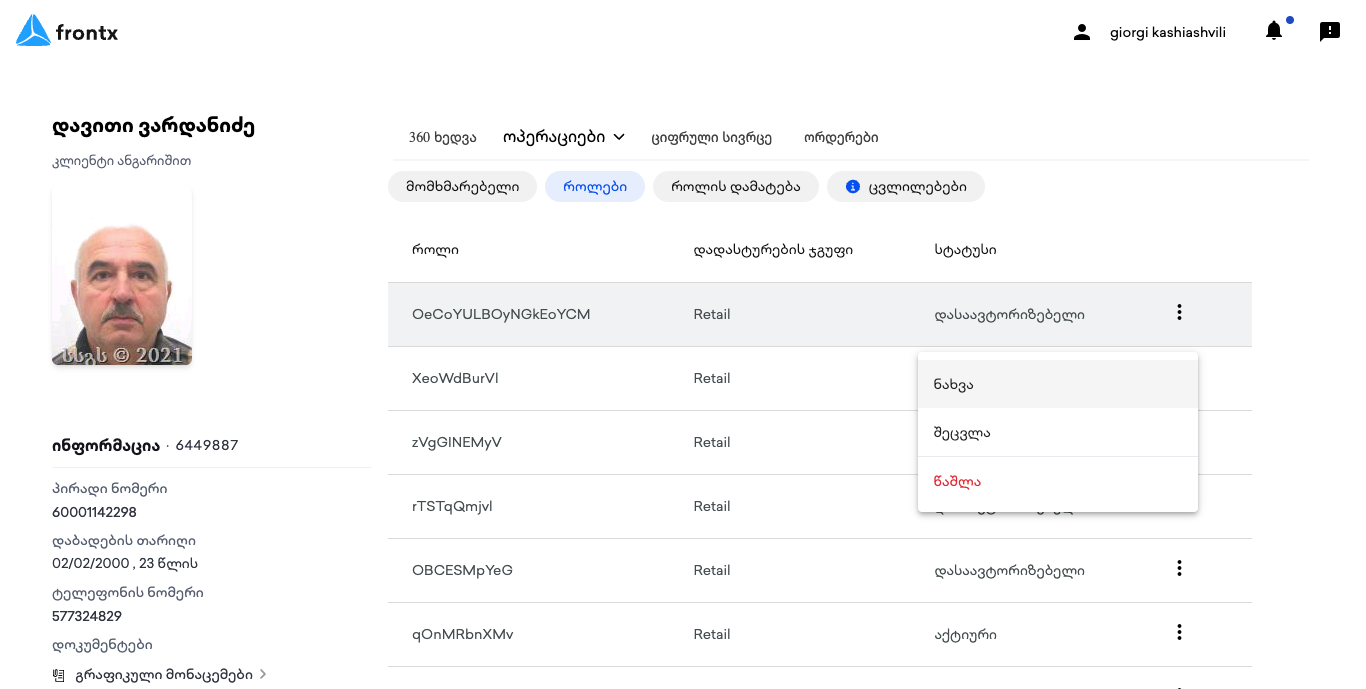 frontx
giorgi kashiashvili
დავითი ვარდანიძე
კლიენტი ანგარიშით
სსგს © 2021
ინფორმაცია · 6449887
პირადი ნომერი
60001142298
დაბადების თარიღი
02/02/2000 , 23 წლის
ტელეფონის ნომერი
577324829
დოკუმენტები
გრაფიკული მონაცემები
360 ხედვა ოპერაციები ციფრული სივრცე ორდერები
მომხმარებელი როლები როლის დამატება ცვლილებები
როლი დადასტურების ჯგუფი სტატუსი
OeCoYULBOyNGkEoYCM Retail დასაავტორიზებელი
XeoWdBurVl Retail
zVgGlNEMyV Retail
rTSTqQmjvl Retail
OBCESMpYeG Retail დასაავტორიზებელი
qOnMRbnXMv Retail აქტიური
ნახვა
შეცვლა
წაშლა